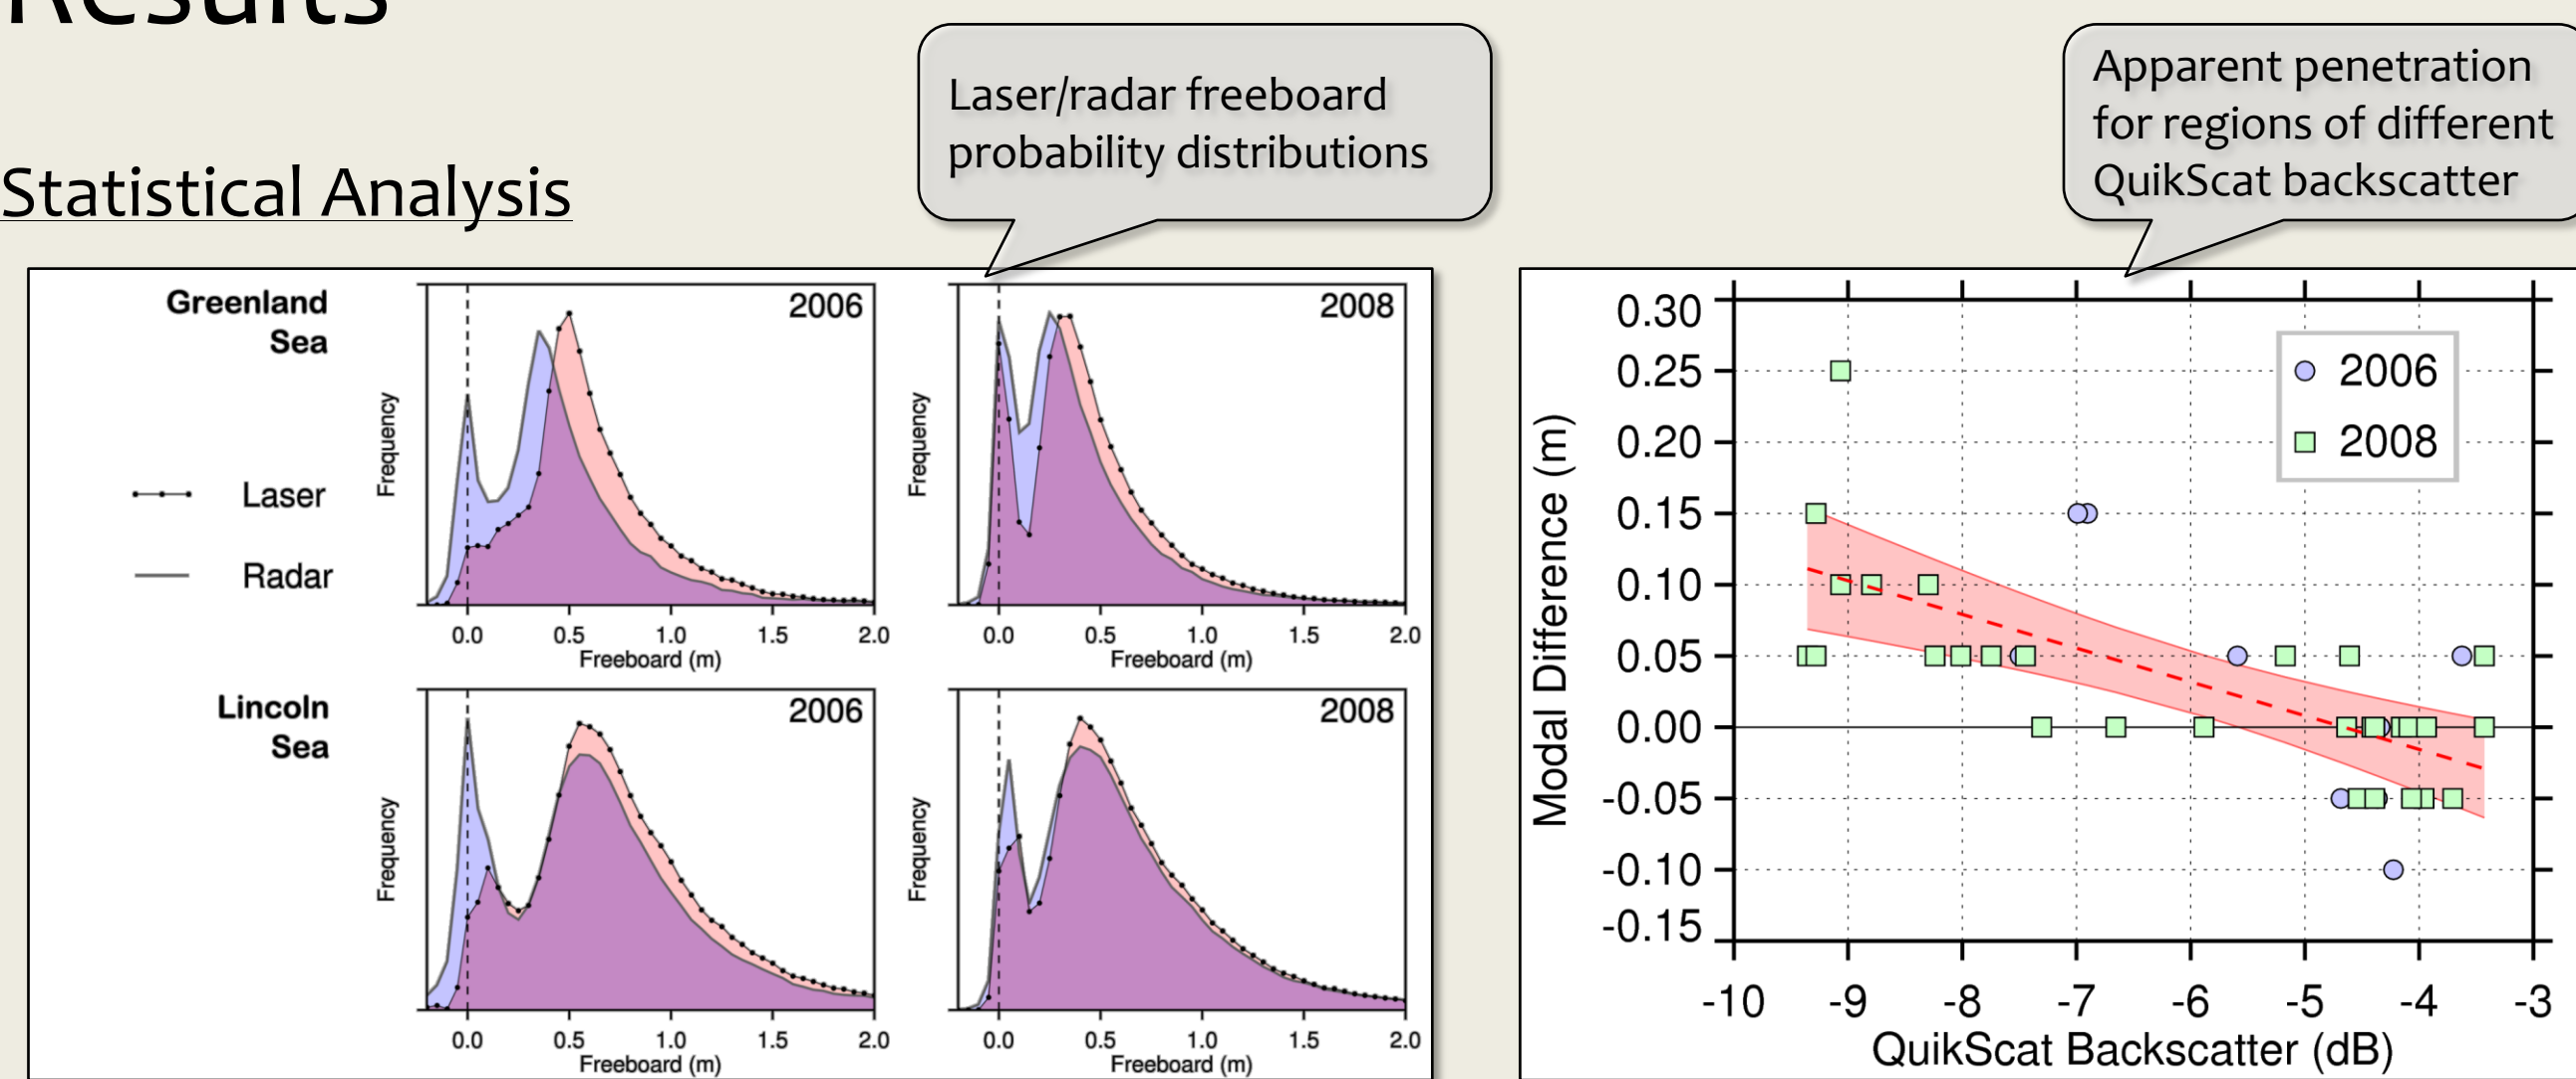 Results
Statistical Analysis
Laser/radar freeboard
probability distributions
Apparent penetration
for regions of different
QuikScat backscatter
Greenland
Sea
Laser
Radar
Lincoln
Sea
2006
Frequency
0.0 0.5 1.0 1.5 2.0
Freeboard (m)
2008
Frequency
0.0 0.5 1.0 1.5 2.0
Freeboard (m)
2006
Frequency
0.0 0.5 1.0 1.5 2.0
Freeboard (m)
2008
Frequency
0.0 0.5 1.0 1.5 2.0
Freeboard (m)
Modal Difference (m)
0.30
0.25
0.20
0.15
0.10
0.05
0.00
-0.05
-0.10
-0.15
2006
2008
-10 -9 -8 -7 -6 -5 -4 -3
QuikScat Backscatter (dB)